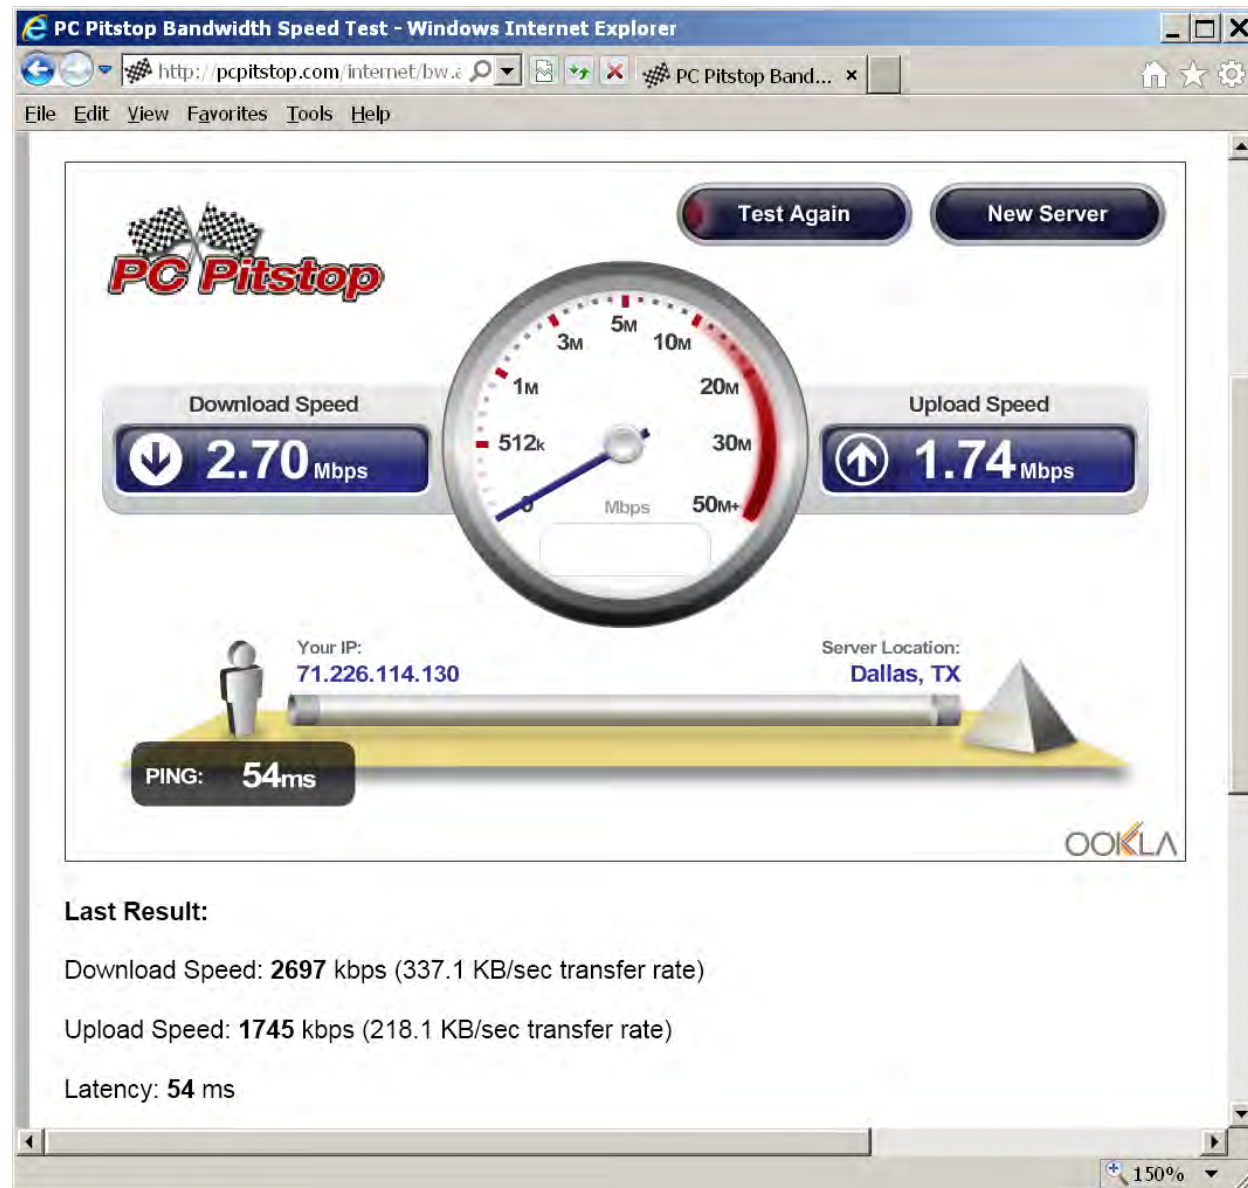 PC Pitstop Bandwidth Speed Test - Windows Internet Explorer
http://pcpitstop.com/internet/bw.a
PC Pitstop Band...
File Edit View Favorites Tools Help
PC Pitstop
Test Again
New Server
5M
3M
10M
1M
20M
512k
30M
0
50M+
Mbps
Download Speed
2.70 Mbps
Upload Speed
1.74 Mbps
Your IP:
71.226.114.130
Server Location:
Dallas, TX
PING: 54ms
OOKLA
Last Result:
Download Speed: 2697 kbps (337.1 KB/sec transfer rate)
Upload Speed: 1745 kbps (218.1 KB/sec transfer rate)
Latency: 54 ms
150%